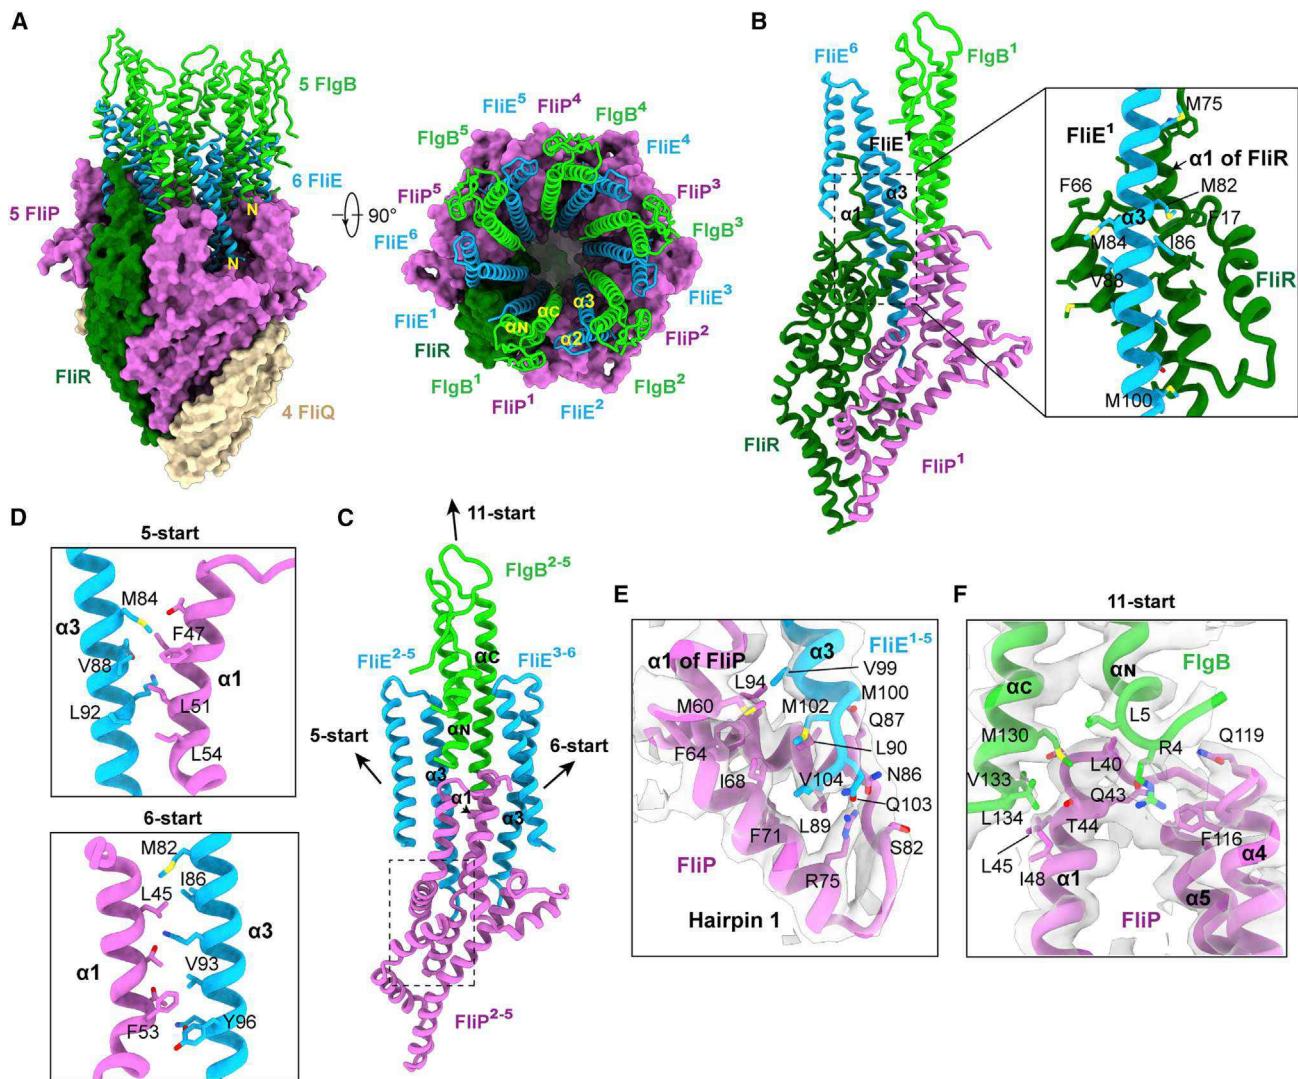 A
5 FlgB
6 FliE
5 FliP
N
N
FliR
4 FliQ
90°
FliE5
FliP4
FlgB5
FlgB4
FliE4
FliP5
FliP3
FlgB3
FliE6
FliE3
FliE1
αN
αC
α3
α2
FliP2
FliR
FlgB1
FlgB2
FliP1
FliE2
B
FliE6
FlgB1
FliE1
α3
α1
FliR
FliP1
M75
FliE1
α1 of FliR
M82
F66
α3
F17
M84
I86
V88
FliR
M100
D
5-start
M84
α3
F47
V88
α1
L92
L51
L54
6-start
M82
I86
L45
α3
α1
V93
F53
Y96
C
11-start
FlgB2-5
FliE2-5
αC
FliE3-6
αN
5-start
6-start
α3
α1
α3
FliP2-5
E
FliE1-5
α1 of FliP
α3
L94
V99
M60
M102
M100
Q87
F64
L90
I68
V104
N86
Q103
F71
L89
S82
FliP
R75
Hairpin 1
F
11-start
αC
αN
FlgB
L5
M130
Q119
L40
R4
V133
Q43
L134
T44
F116
L45
I48
α4
α1
α5
FliP